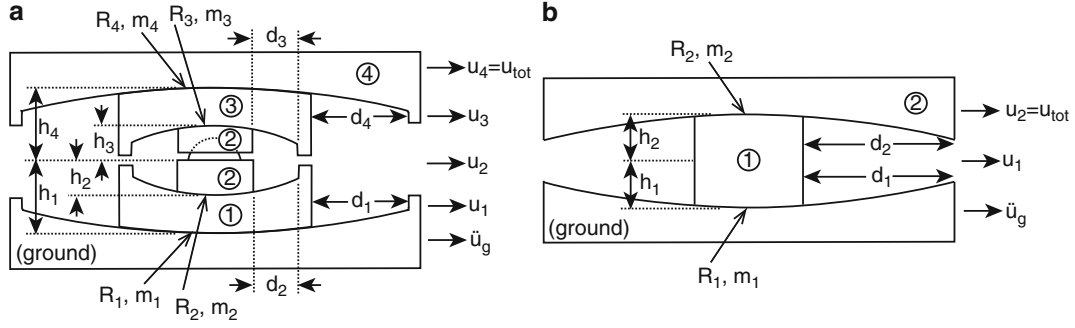 a
R₄, m₄
R₃, m₃
d₃
④
u₄=uₜₒₜ
③
u₃
d₄
h₄
h₃
②
u₂
h₂
②
h₁
d₁
u₁
①
(ground)
ü_g
d₂
R₁, m₁
R₂, m₂
b
R₂, m₂
②
u₂=uₜₒₜ
h₂
d₂
①
u₁
h₁
d₁
ü_g
(ground)
R₁, m₁